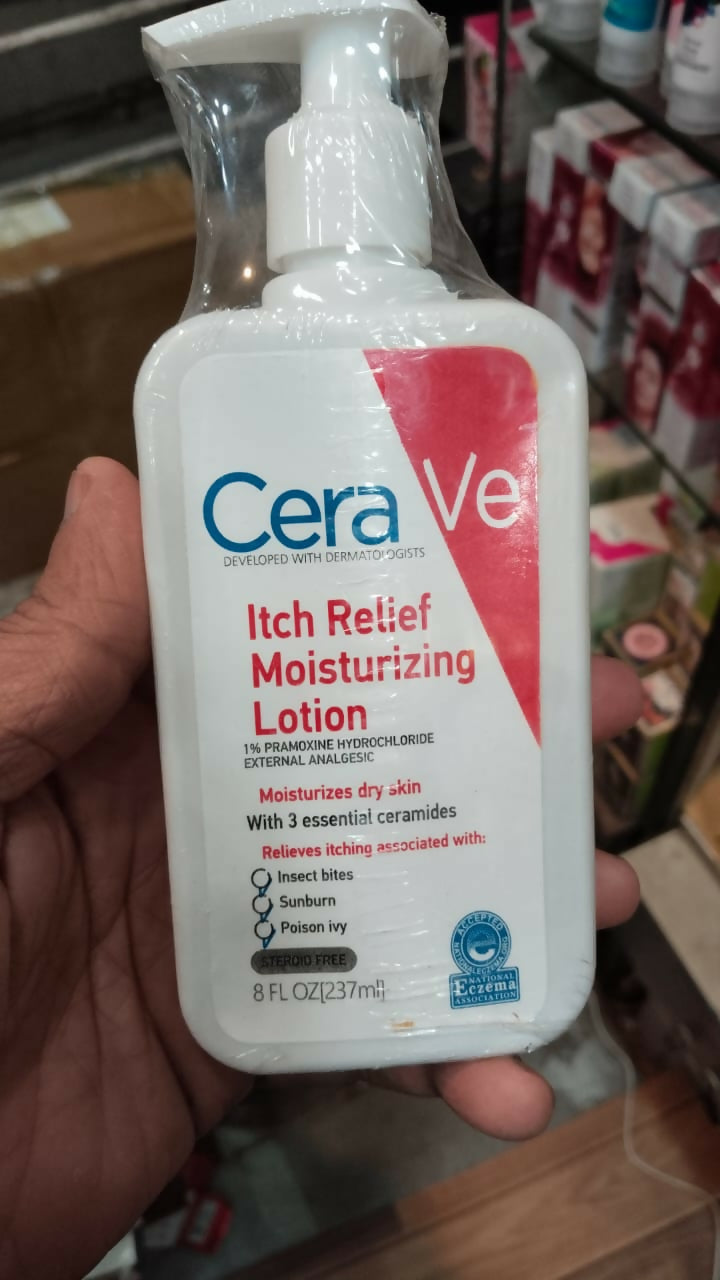 CeraVe
DEVELOPED WITH DERMATOLOGISTS
Itch Relief
Moisturizing
Lotion
1% PRAMOXINE HYDROCHLORIDE
EXTERNAL ANALGESIC
Moisturizes dry skin
With 3 essential ceramides
Relieves itching associated with:
Insect bites
Sunburn
Poison ivy
STEROID FREE
8 FL OZ[237ml]
ACCEPTED
NATIONAL
Eczema
ASSOCIATION